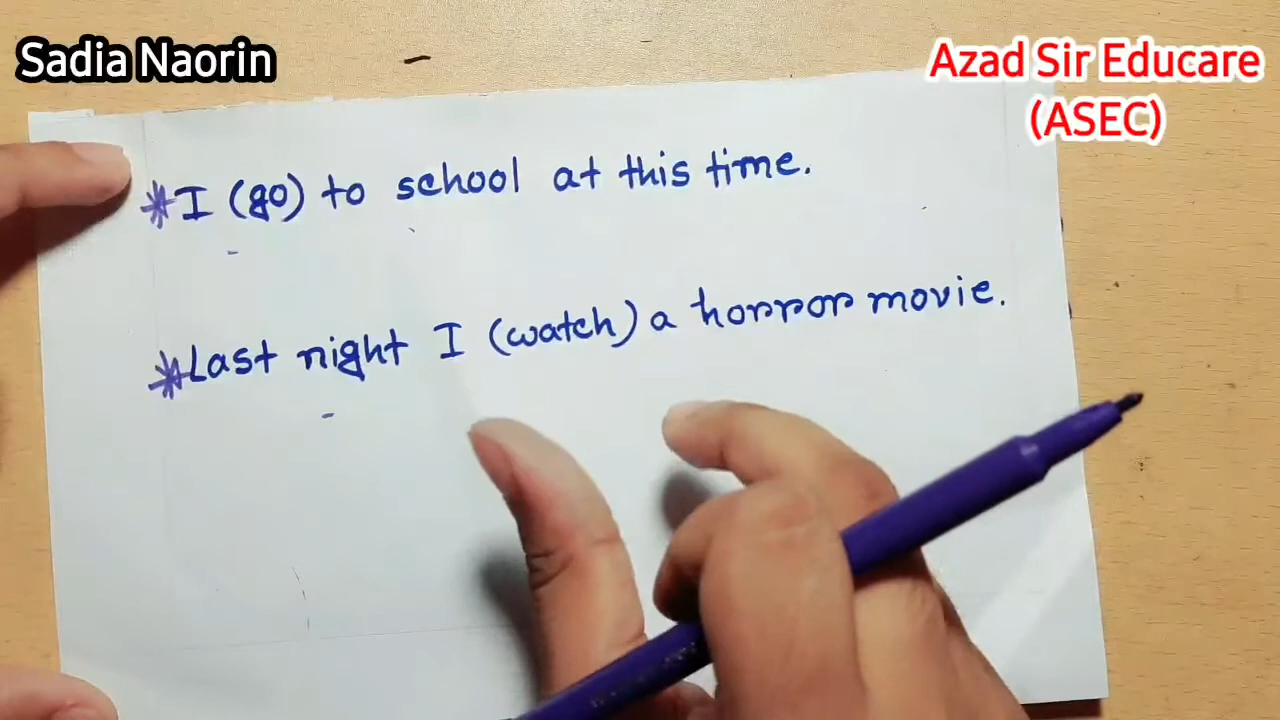 Sadia Naorin
Azad Sir Educare
(ASEC)
*I (go) to school at this time.
*Last night I (watch) a horror movie.